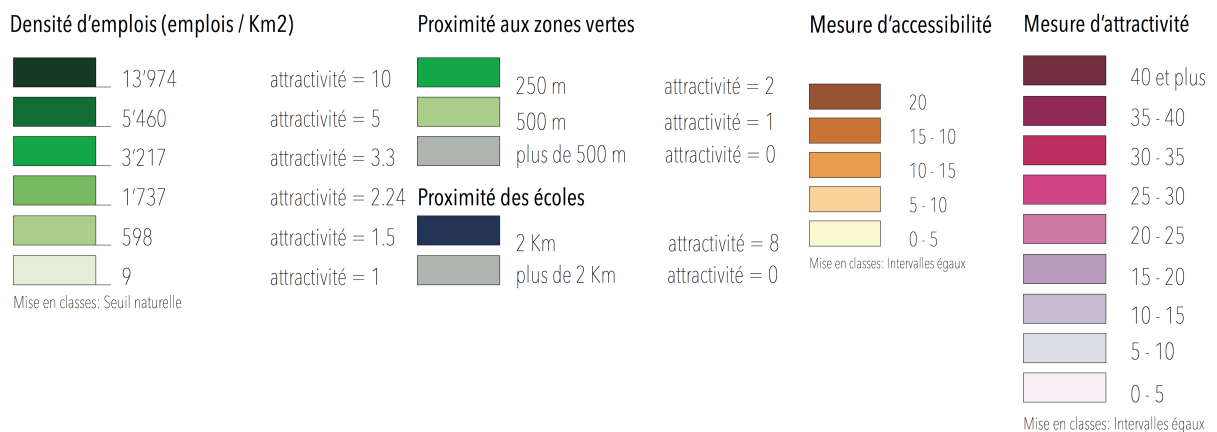 Densité d'emplois (emplois / Km2)
13'974 attractivité = 10
5'460 attractivité = 5
3'217 attractivité = 3.3
1'737 attractivité = 2.24
598 attractivité = 1.5
9 attractivité = 1
Mise en classes: Seuil naturelle
Proximité aux zones vertes
250 m attractivité = 2
500 m attractivité = 1
plus de 500 m attractivité = 0
Proximité des écoles
2 Km attractivité = 8
plus de 2 Km attractivité = 0
Mesure d'accessibilité
20
15 - 10
10 - 15
5 - 10
0 - 5
Mise en classes: Intervalles égaux
Mesure d'attractivité
40 et plus
35 - 40
30 - 35
25 - 30
20 - 25
15 - 20
10 - 15
5 - 10
0 - 5
Mise en classes: Intervalles égaux